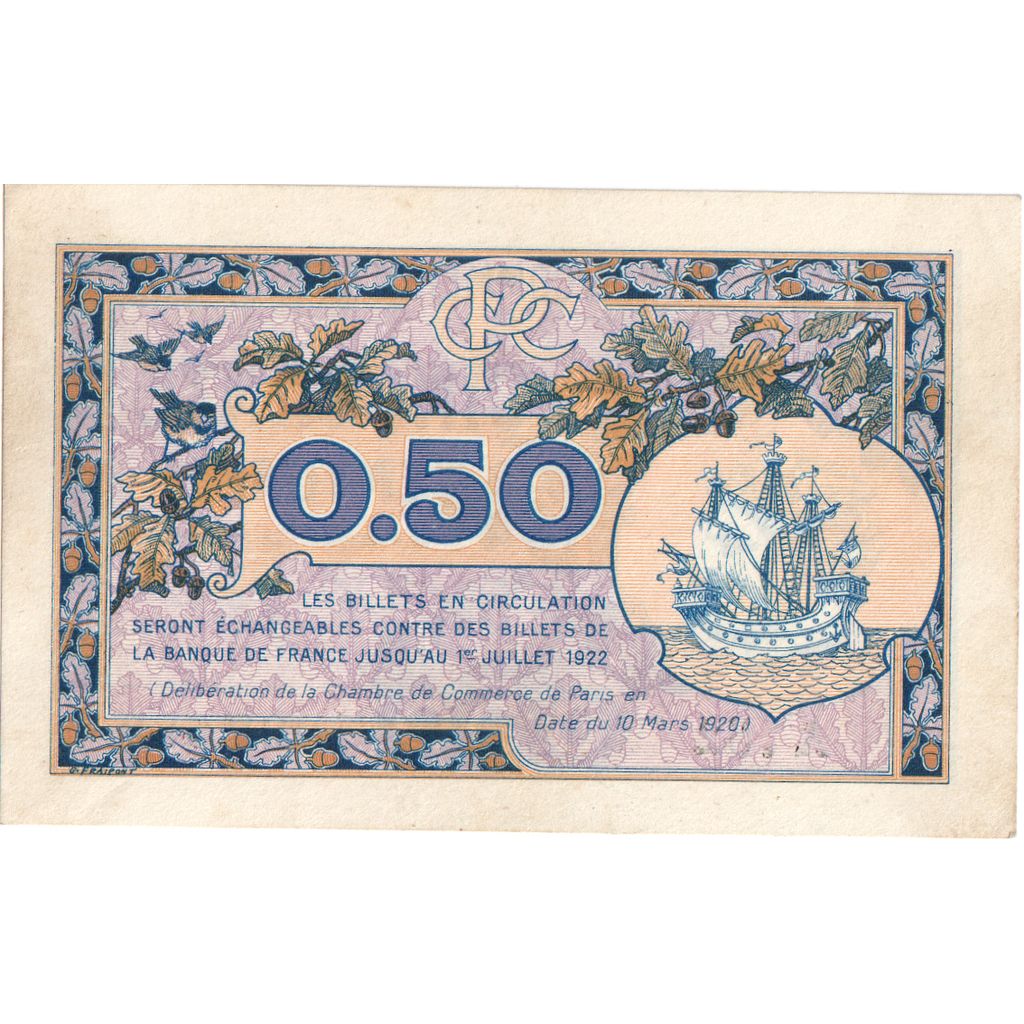 CPC
0.50
LES BILLETS EN CIRCULATION
SERONT ÉCHANGEABLES CONTRE DES BILLETS DE
LA BANQUE DE FRANCE JUSQU'AU 1er JUILLET 1922
(Délibération de la Chambre de Commerce de Paris en
Date du 10 Mars 1920.)
G. FRAIPONT